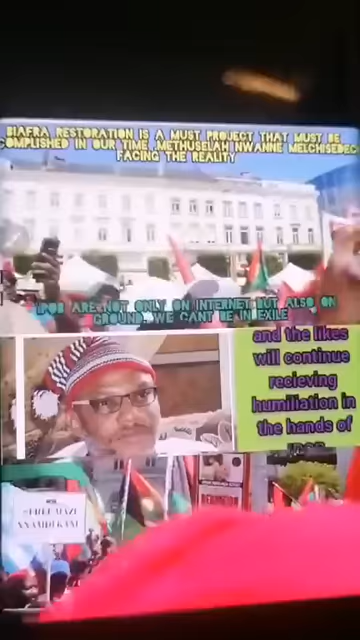 BIAFRA RESTORATION IS A MUST PROJECT THAT MUST BE
COMPLISHED IN OUR TIME. METHUSELAH NWANNE MELCHISEDEC
FACING THE REALITY
IPOB ARE NOT ONLY ON INTERNET BUT ALSO ON
GROUND.. WE CANT BE IN EXILE
and the likes
will continue
recieving
humiliation in
the hands of
#FREE MAZI
NNAMDI KANU